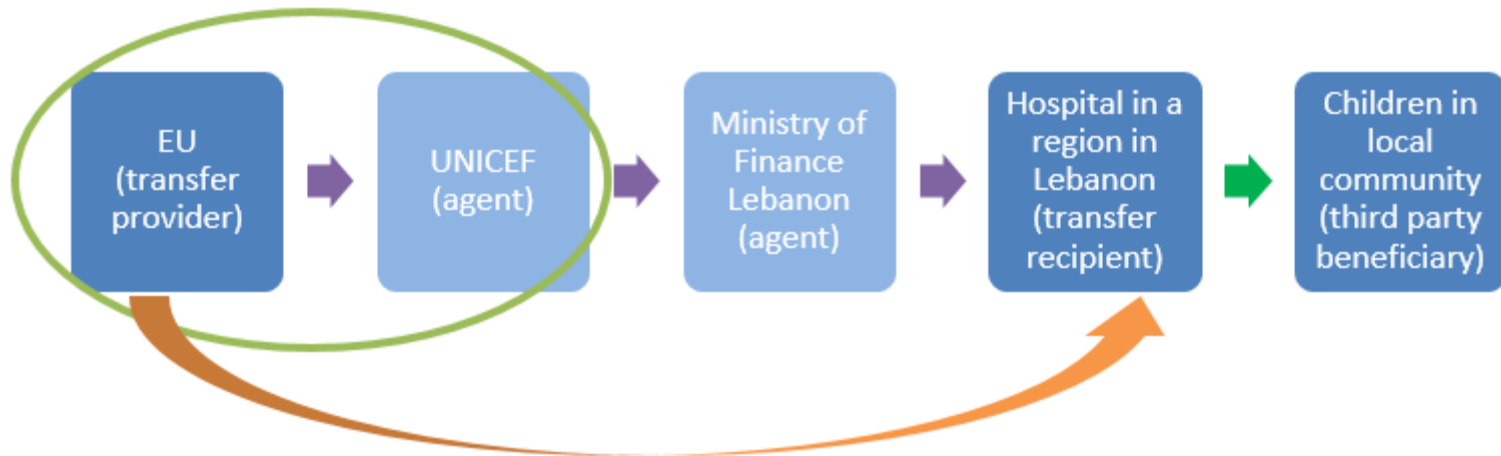 EU
(transfer
provider)
UNICEF
(agent)
Ministry of
Finance
Lebanon
(agent)
Hospital in a
region in
Lebanon
(transfer
recipient)
Children in
local
community
(third party
beneficiary)